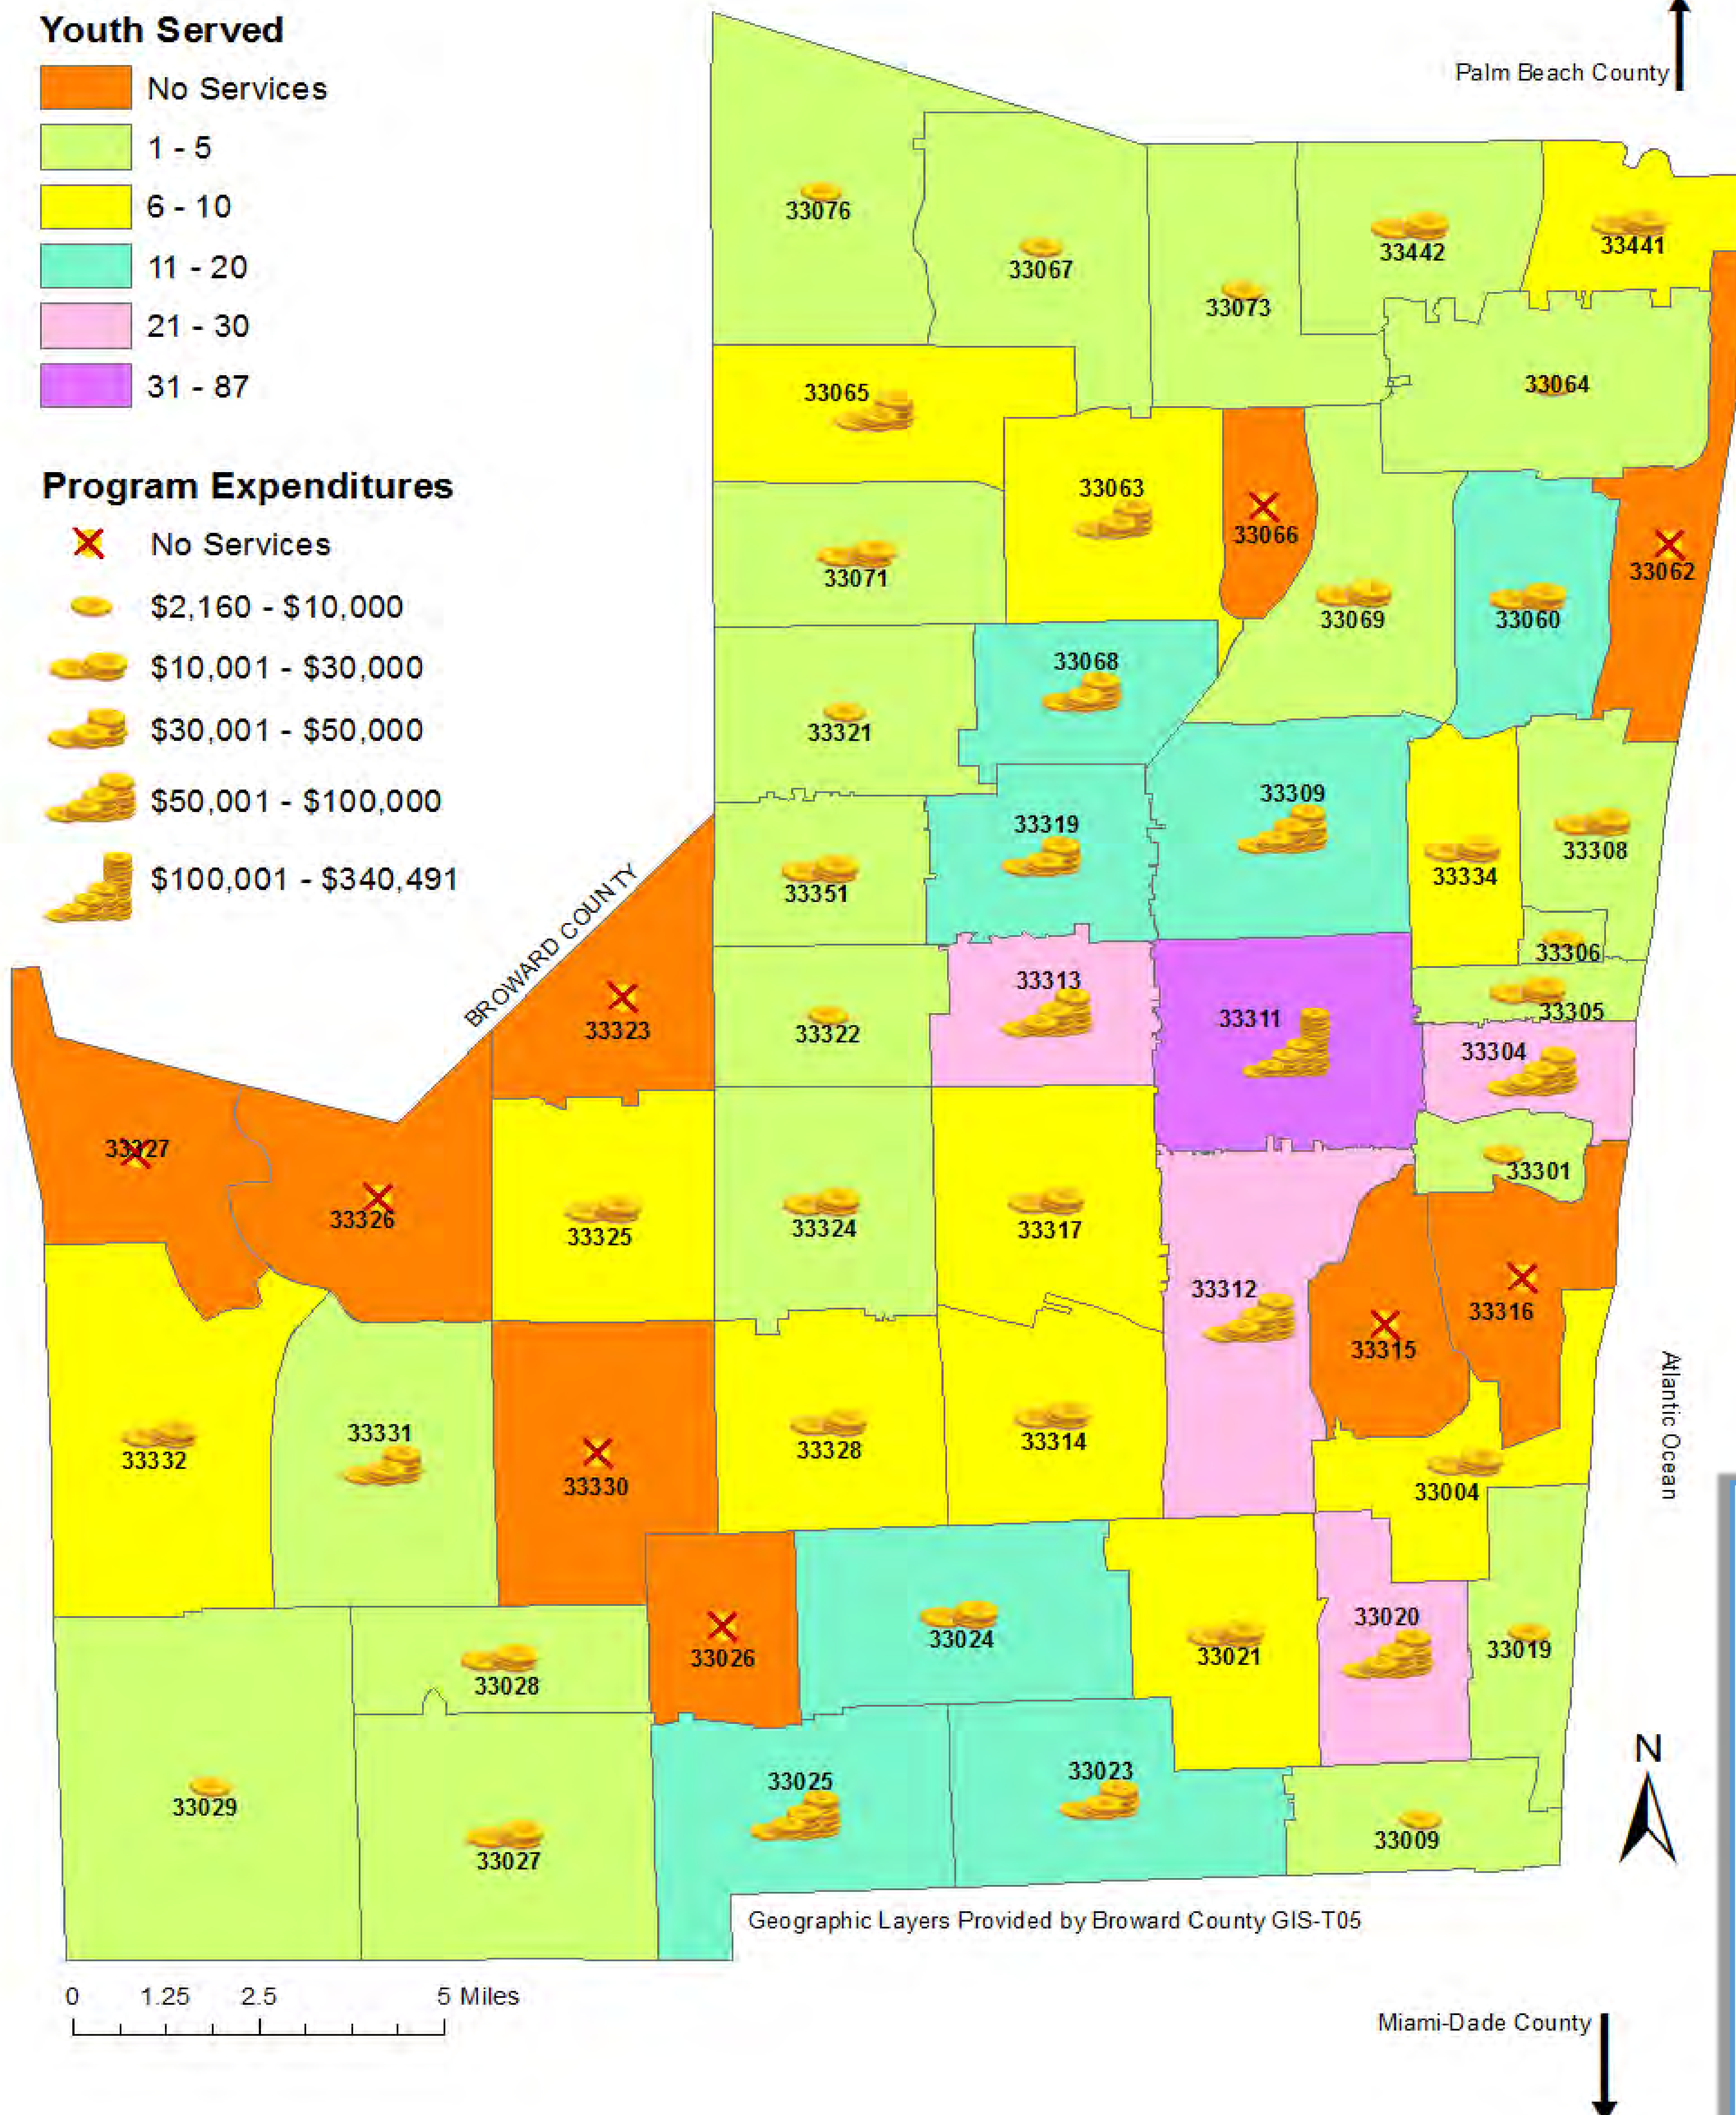 Youth Served
No Services
1 - 5
6 - 10
11 - 20
21 - 30
31 - 87
Program Expenditures
No Services
$2,160 - $10,000
$10,001 - $30,000
$30,001 - $50,000
$50,001 - $100,000
$100,001 - $340,491
Palm Beach County
33076
33067
33073
33442
33441
33065
33064
33063
33066
33062
33071
33069
33060
33068
33321
33309
33319
33308
33334
33351
BROWARD COUNTY
33306
33313
33305
33311
33323
33322
33304
33327
33301
33326
33325
33324
33317
33312
33316
33315
Atlantic Ocean
33331
33332
33328
33314
33330
33004
33020
33024
33019
33021
33026
33028
N
33023
33025
33029
33009
33027
Geographic Layers Provided by Broward County GIS-T05
0 1.25 2.5 5 Miles
Miami-Dade County